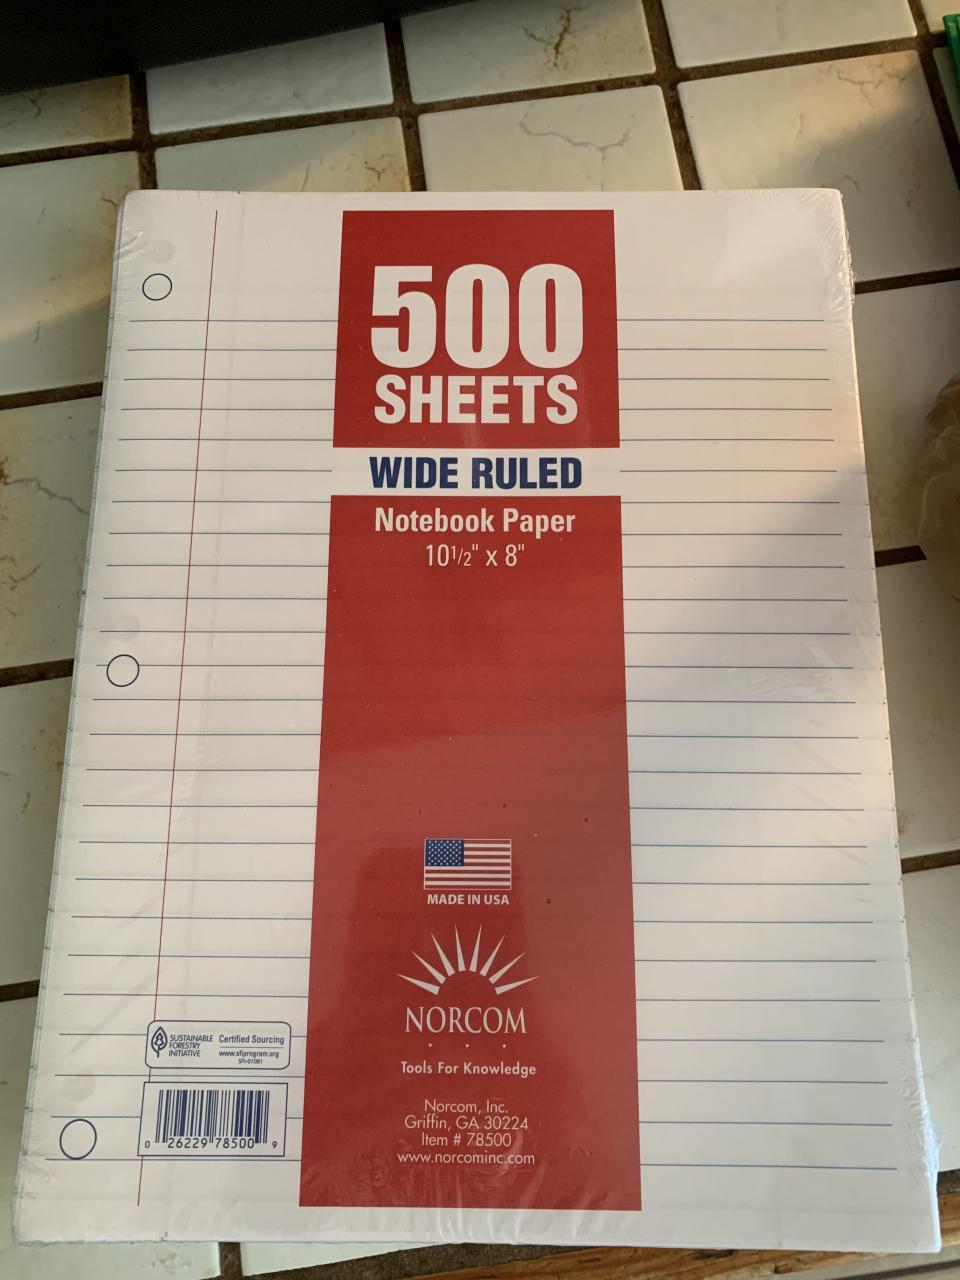 500
SHEETS
WIDE RULED
Notebook Paper
10 1/2" x 8"
MADE IN USA
NORCOM
Tools For Knowledge
Norcom, Inc.
Griffin, GA 30224
Item # 78500
www.norcominc.com
SUSTAINABLE
FORESTRY
INITIATIVE
Certified Sourcing
www.sfiprogram.org
SFI-01081
0 26229 78500 9